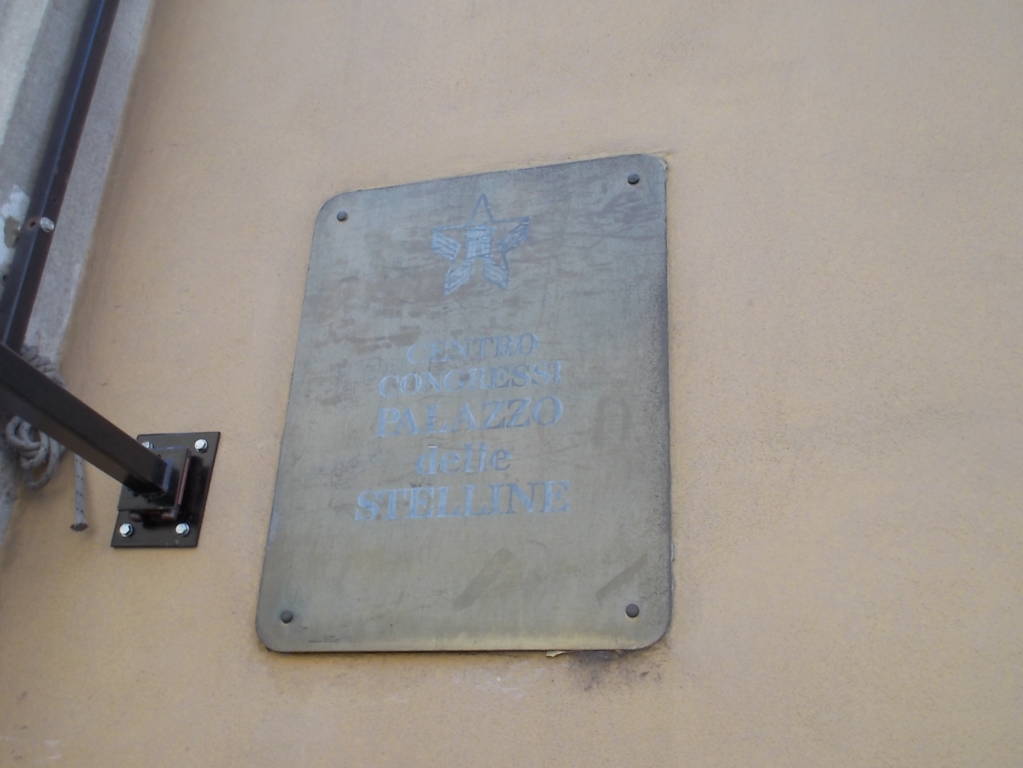 CENTRO
CONGRESSI
PALAZZO
delle
STELLINE